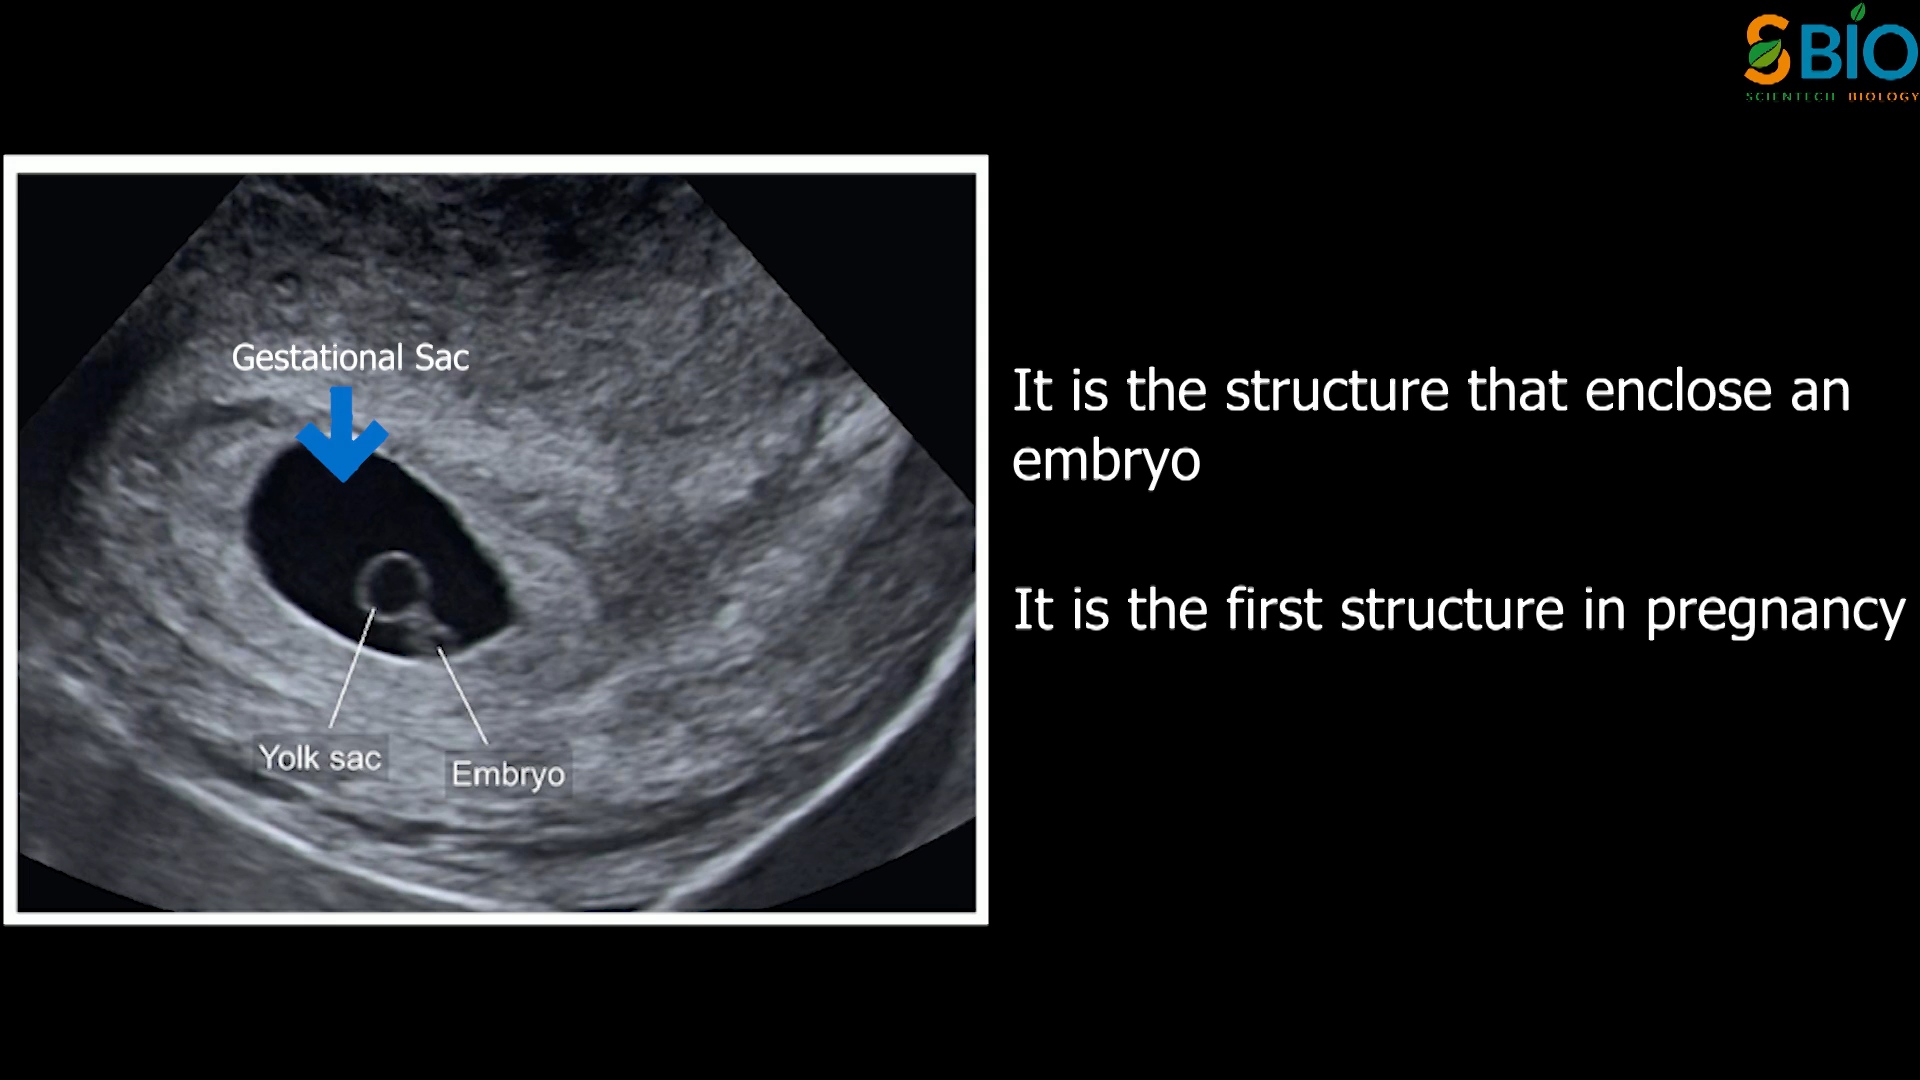 SBIO
SCIENTECH BIOLOGY
Gestational Sac
It is the structure that enclose an
embryo
It is the first structure in pregnancy
Yolk sac
Embryo